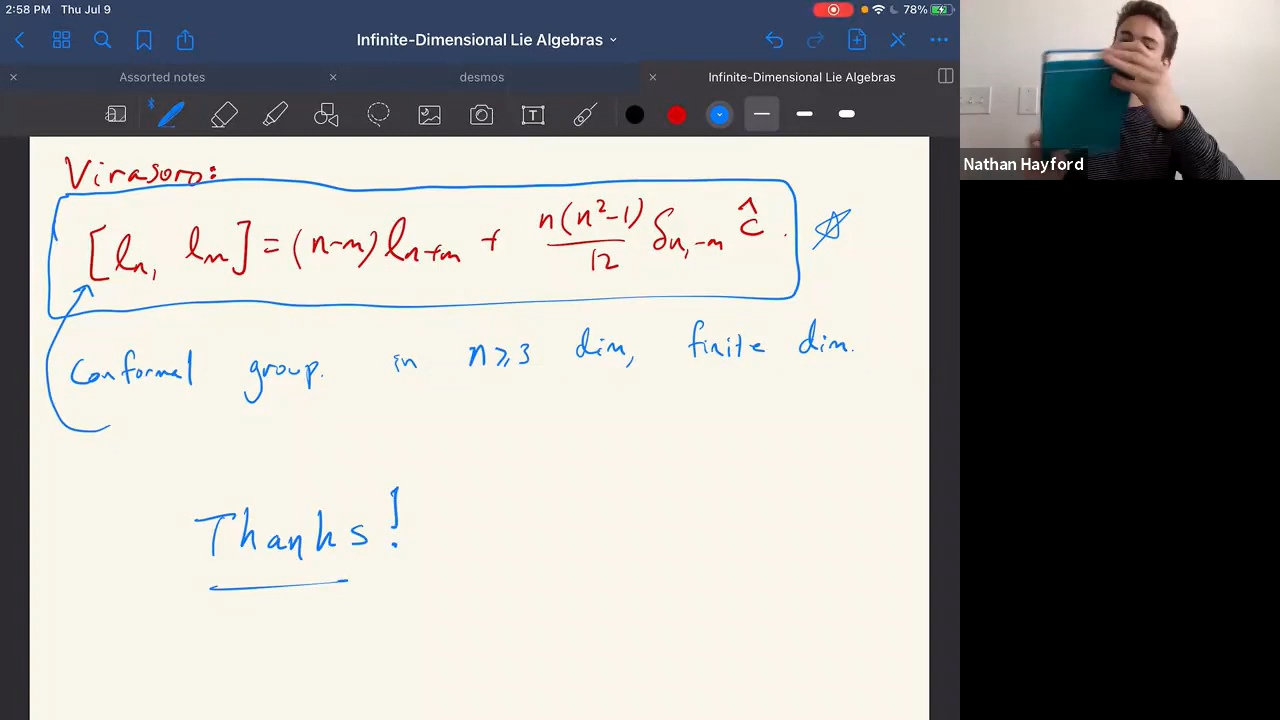 2:58 PM Thu Jul 9
78%
Infinite-Dimensional Lie Algebras
Assorted notes
desmos
Infinite-Dimensional Lie Algebras
Nathan Hayford
Virasoro:
[lₙ, lₘ] = (n-m) lₙ₊ₘ + n(n²-1)/12 δₙ,₋ₘ ĉ.
Conformal group. in n≥3 dim, finite dim.
Thanks!